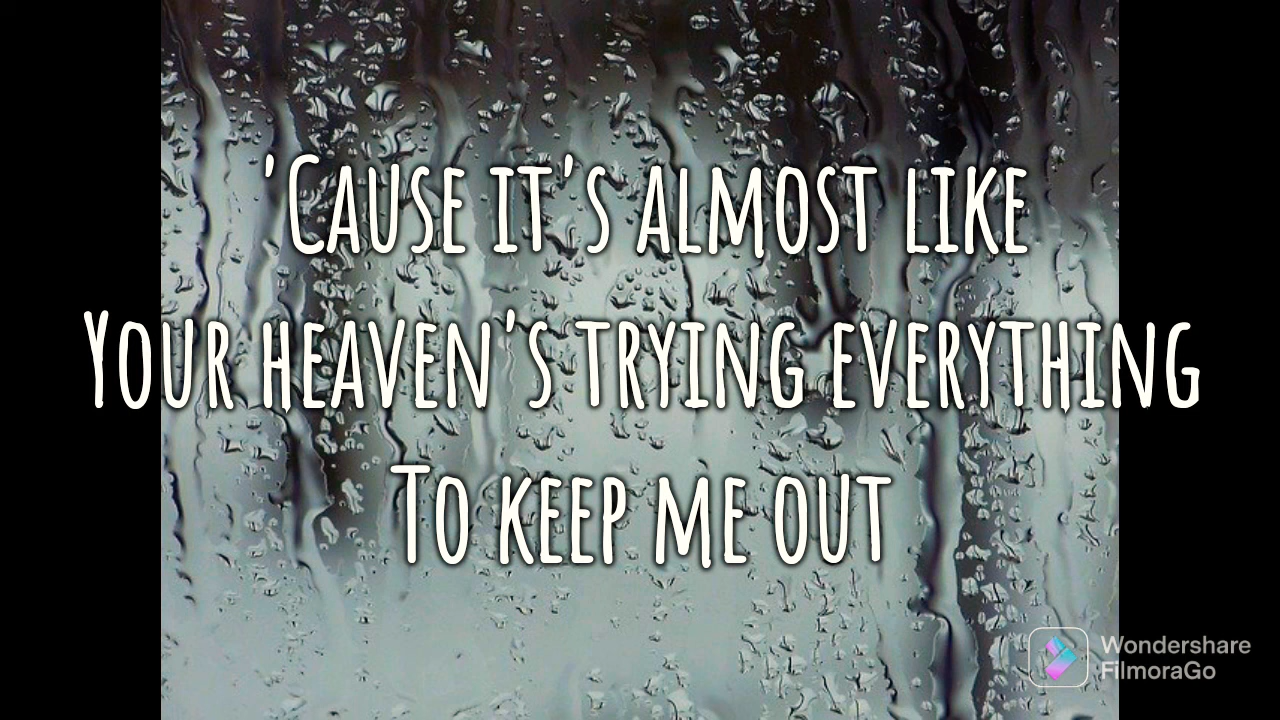 'Cause it's almost like
Your heaven's trying everything
To keep me out
Wondershare
FilmoraGo